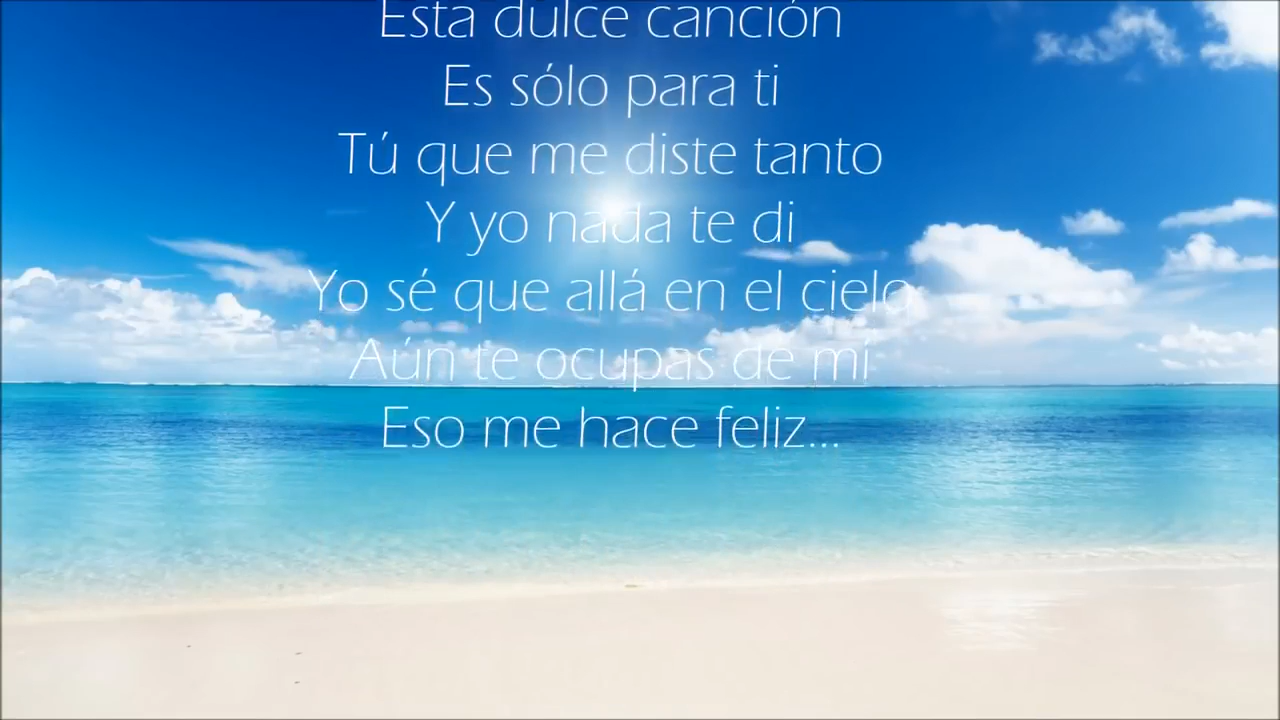 Esta dulce canción
Es sólo para ti
Tú que me diste tanto
Y yo nada te di
Yo sé que allá en el cielo
Aún te ocupas de mí
Eso me hace feliz...